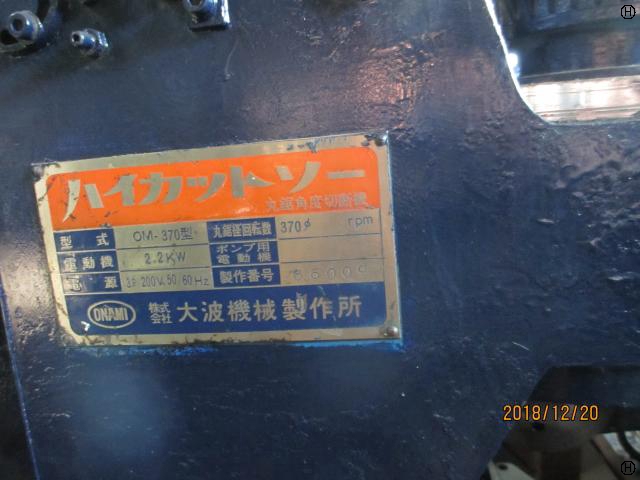 ハイカットソー
丸鋸角度切断機
型式 OM-370型 丸鋸径回転数 370φ rpm
電動機 2.2KW ポンプ用電動機
電源 3P 200V. 50/60Hz 製作番号
ONAMI 株式会社 大波機械製作所
2018/12/20
H
H